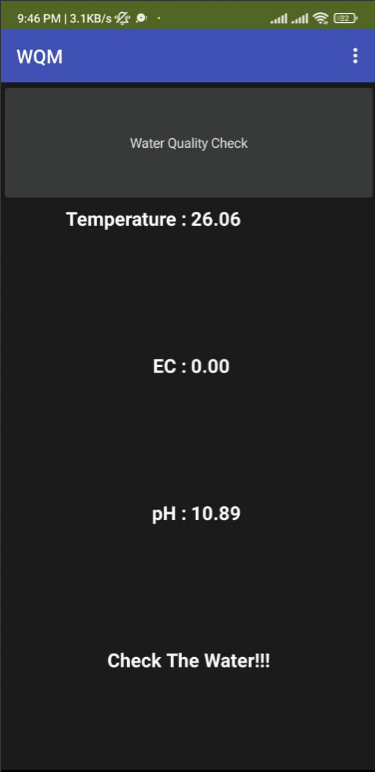 9:46 PM | 3.1KB/s
92
WQM
Water Quality Check
Temperature : 26.06
EC : 0.00
pH : 10.89
Check The Water!!!